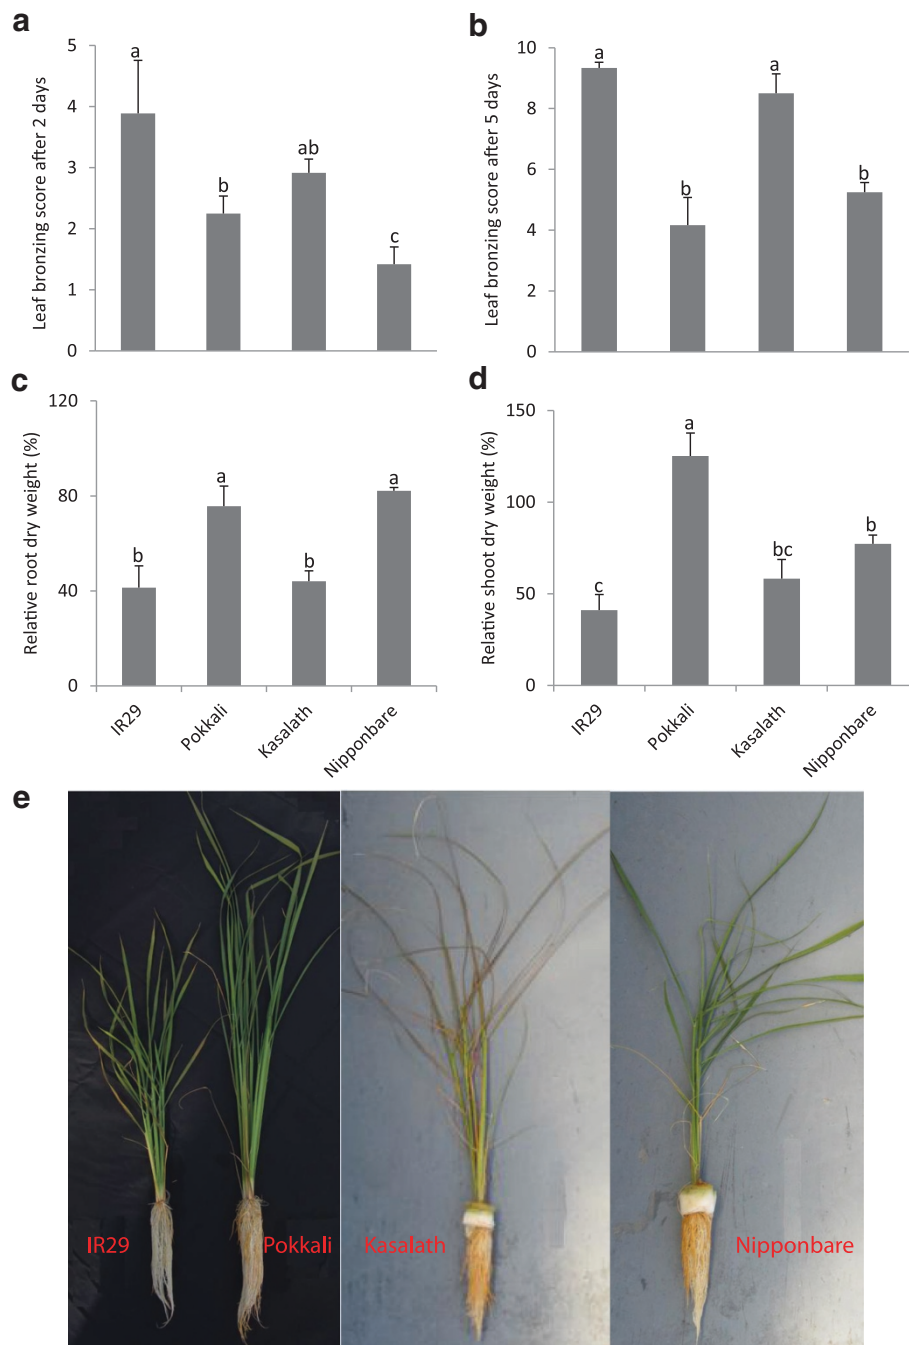 a
Leaf bronzing score after 2 days
5
4
3
2
1
0
a
b
ab
c
b
Leaf bronzing score after 5 days
10
8
6
4
2
0
a
b
a
b
c
Relative root dry weight (%)
120
80
40
0
b
a
b
a
IR29
Pokkali
Kasalath
Nipponbare
d
Relative shoot dry weight (%)
150
100
50
0
c
a
bc
b
IR29
Pokkali
Kasalath
Nipponbare
e
IR29
Pokkali
Kasalath
Nipponbare